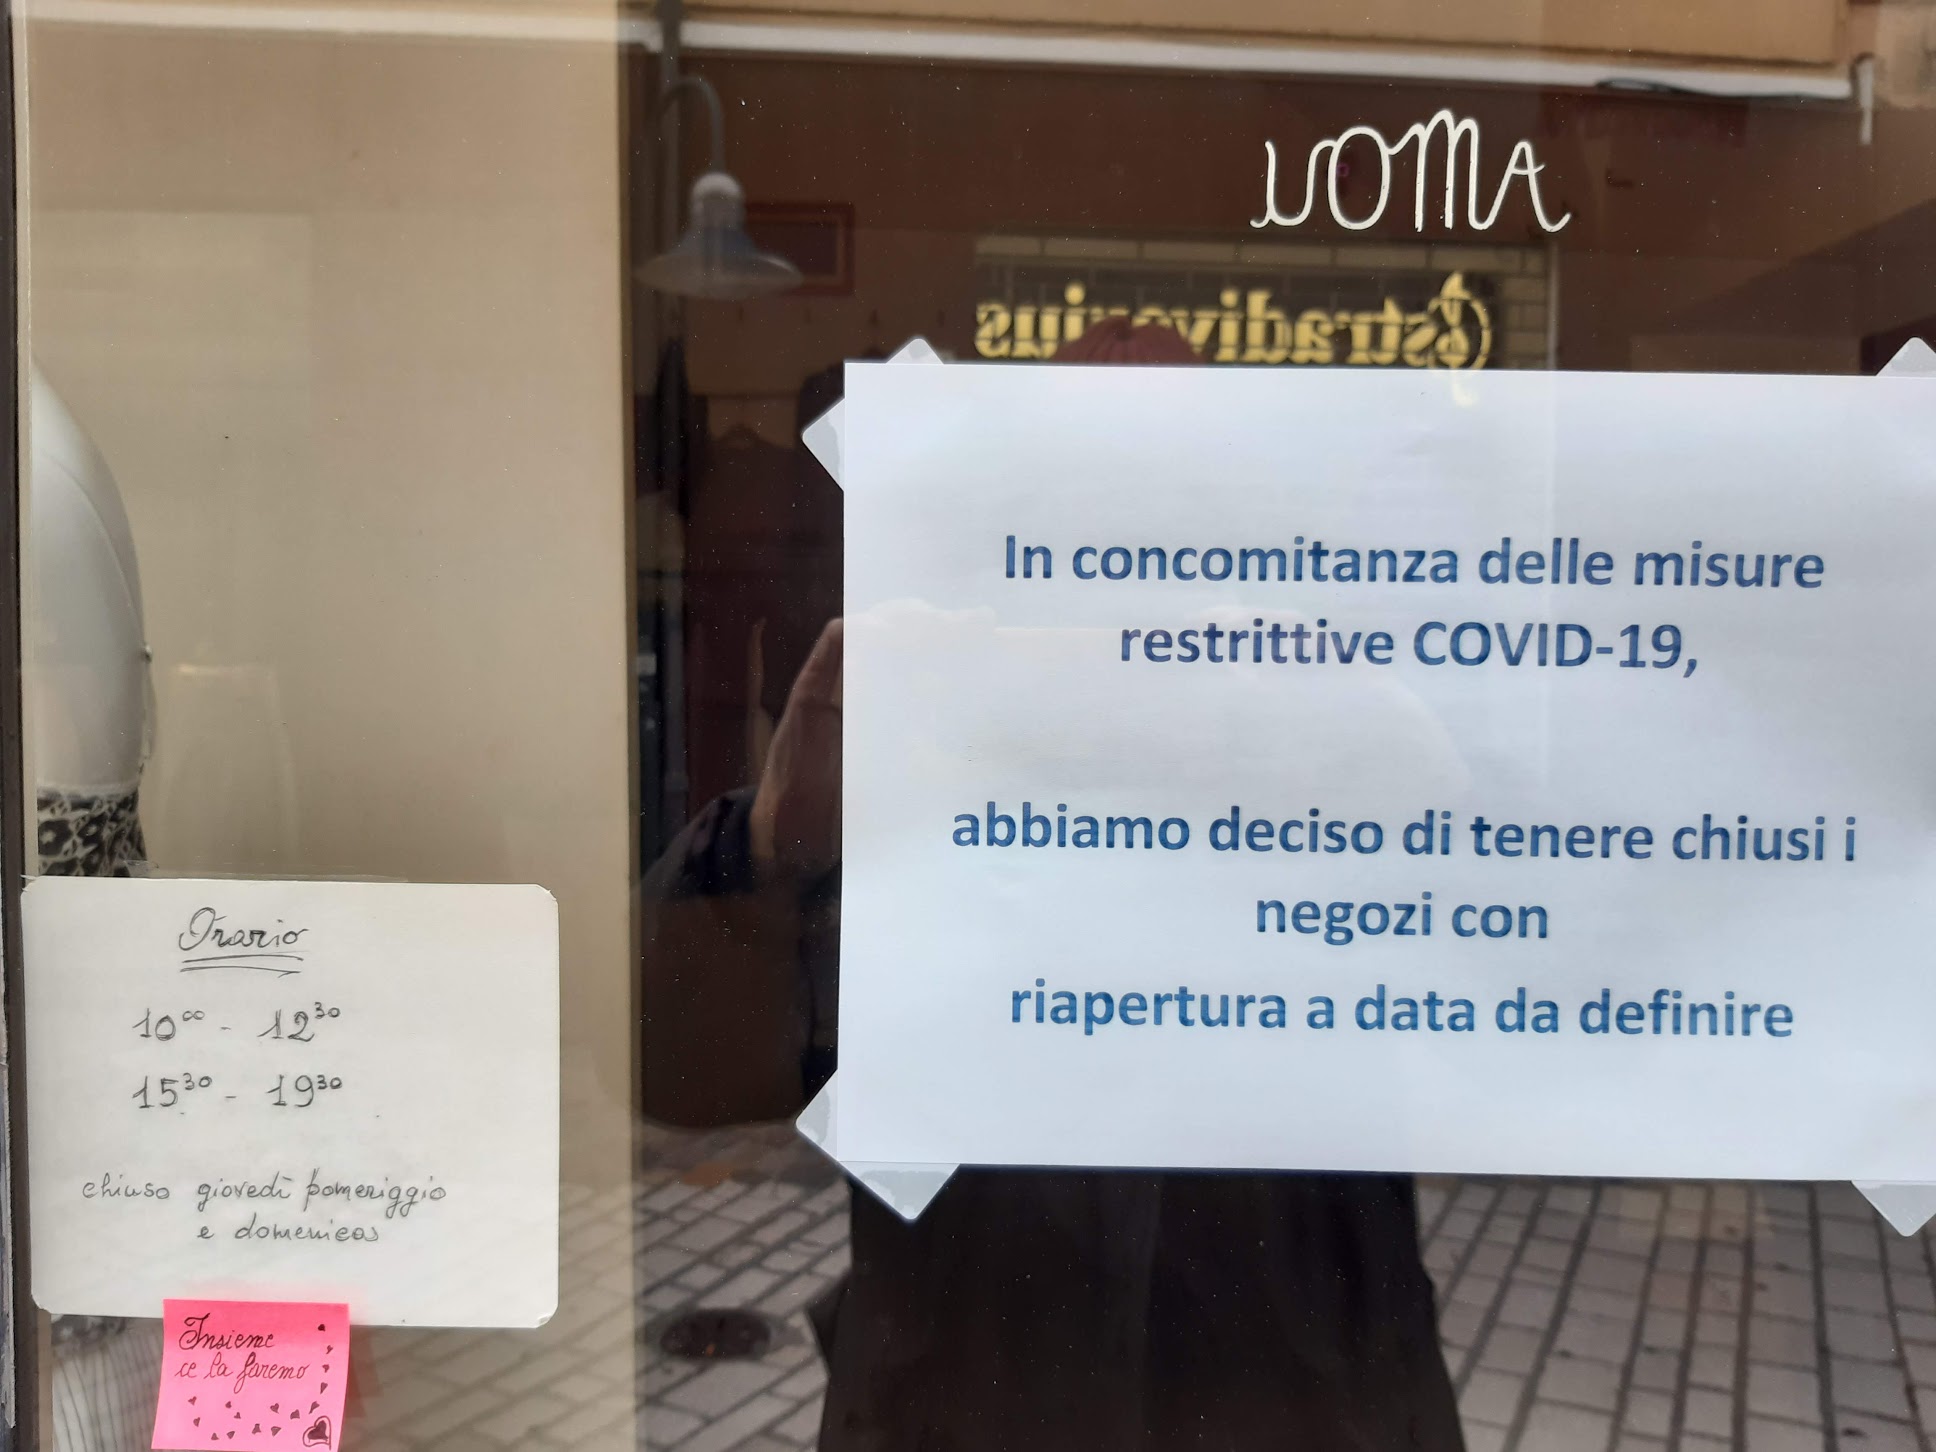 UOMA
Estradivarius
In concomitanza delle misure
restrittive COVID-19,
abbiamo deciso di tenere chiusi i
negozi con
riapertura a data da definire
Orario
10⁰⁰ - 12³⁰
15³⁰ - 19³⁰
chiuso giovedì pomeriggio
e domenica
Insieme
ce la faremo